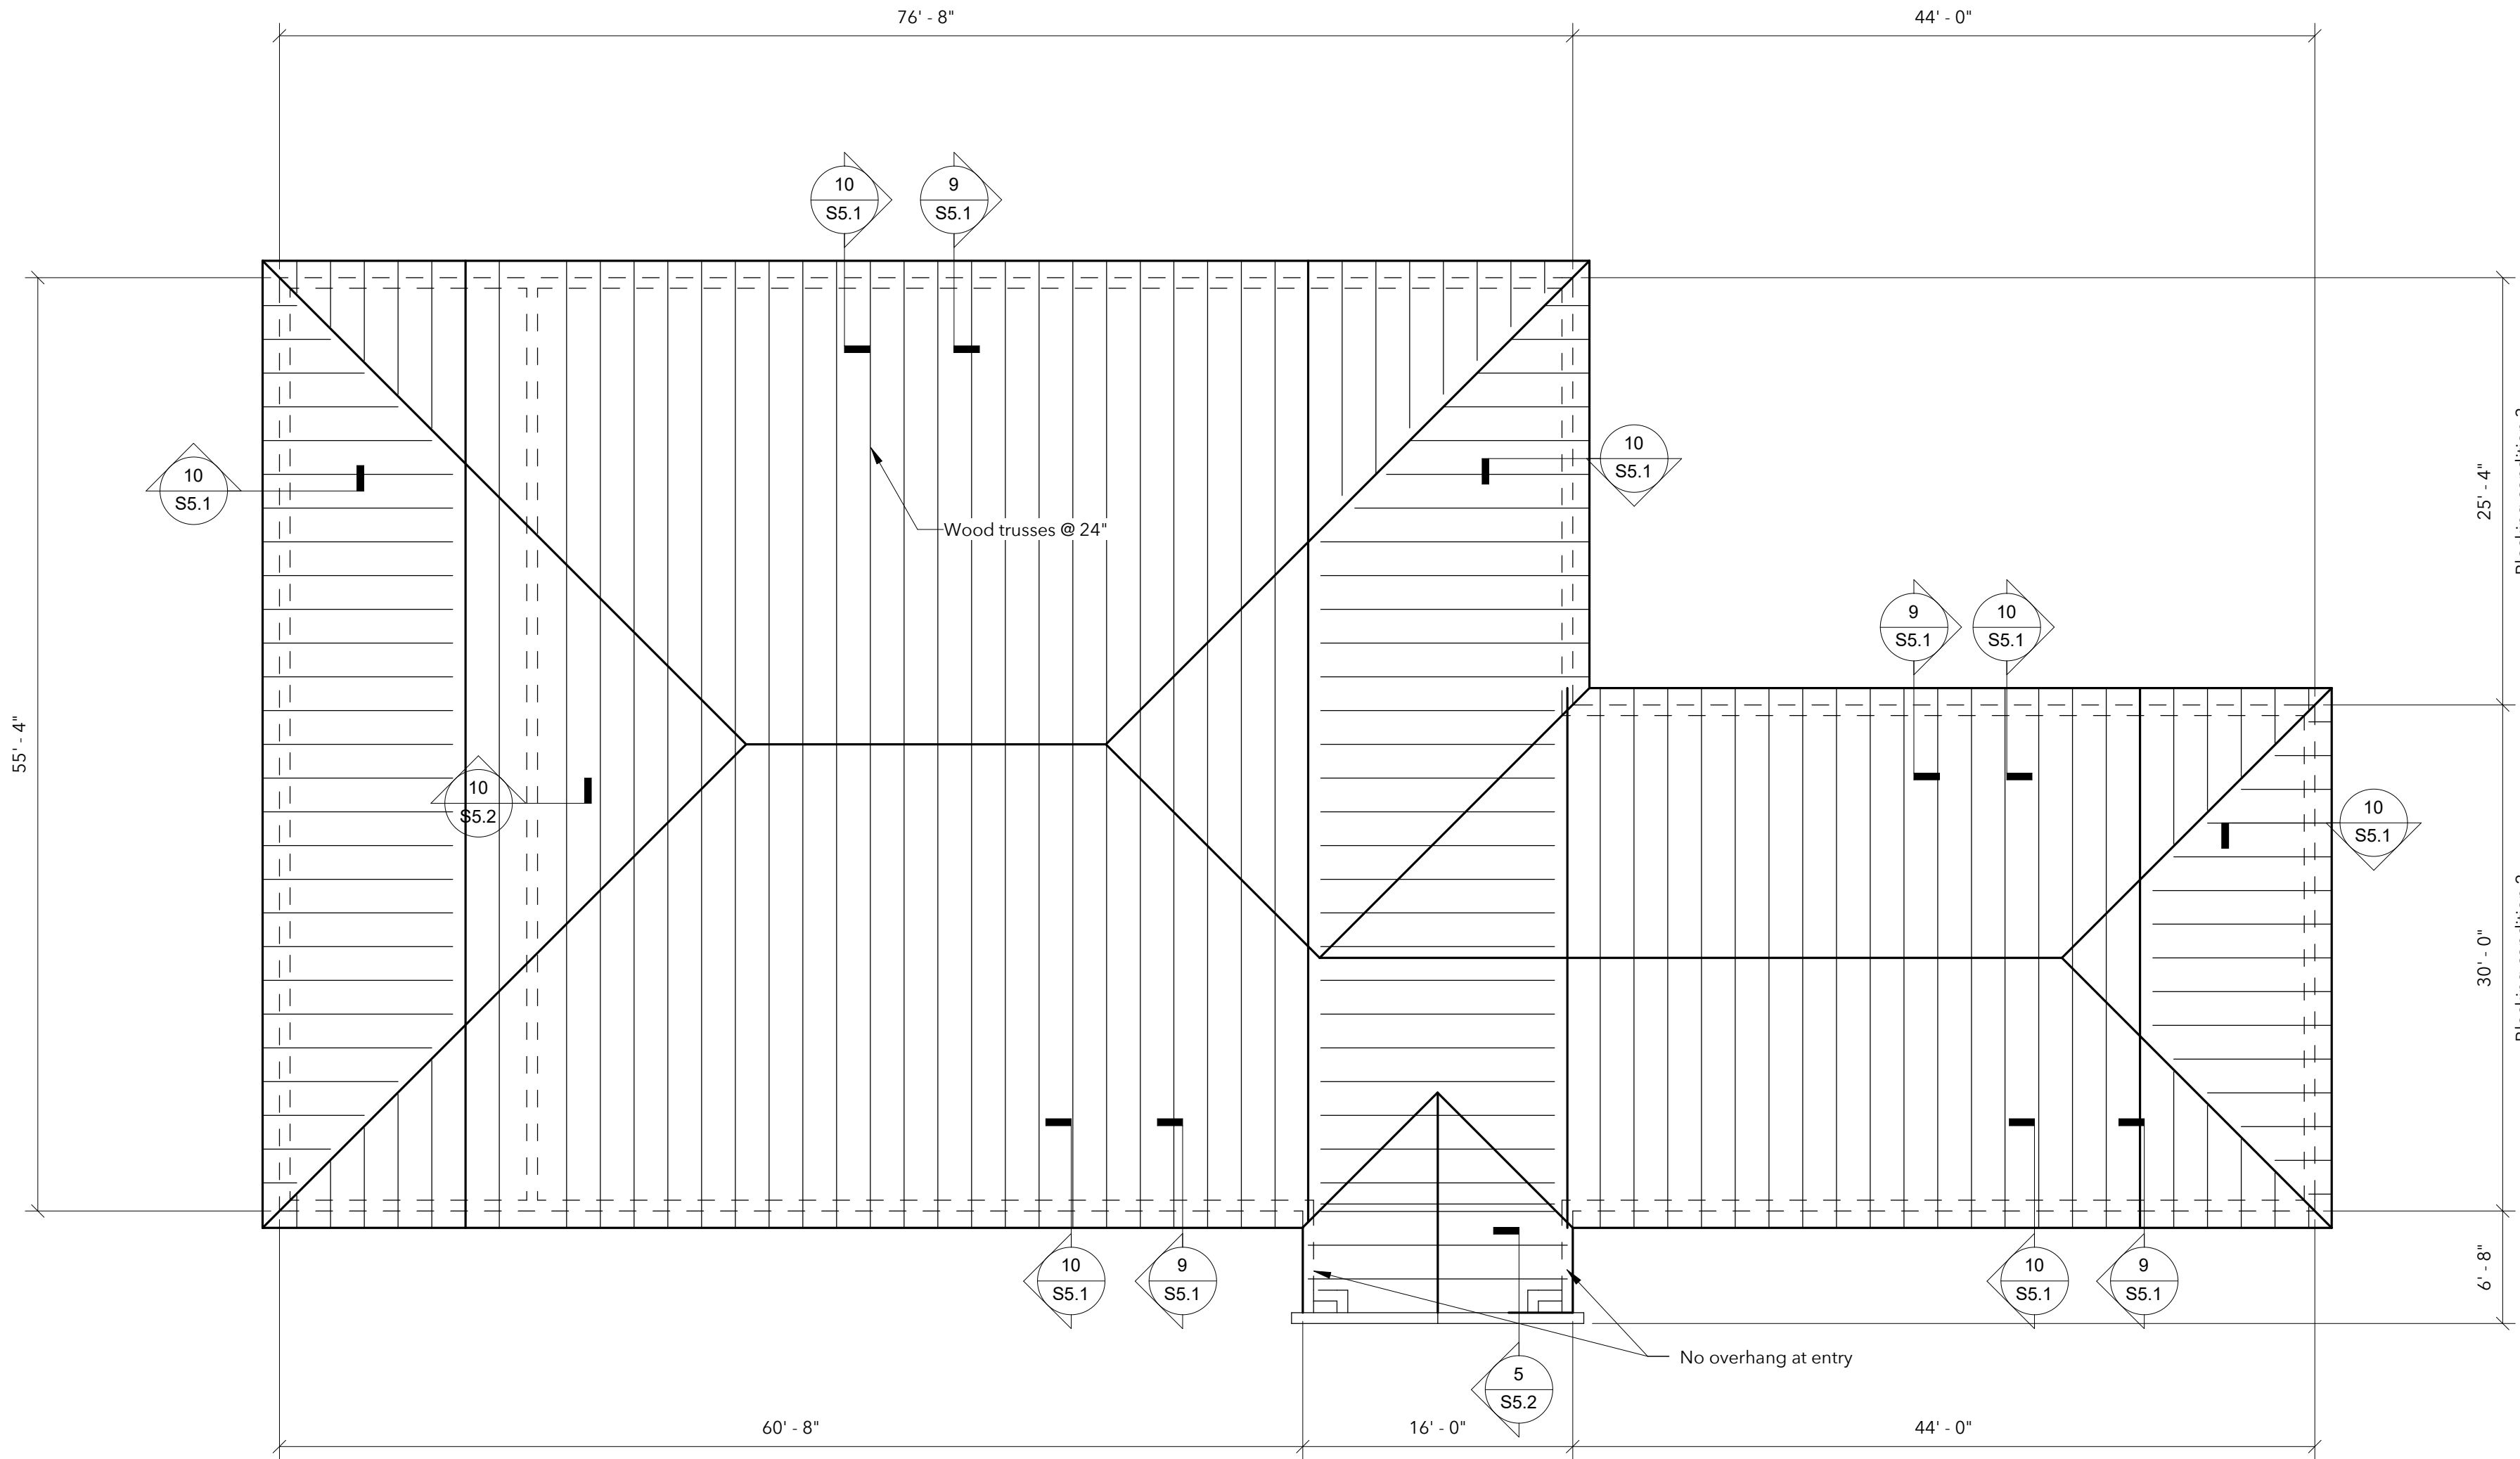 76' - 8"
44' - 0"
10
S5.1
9
S5.1
10
S5.1
10
S5.1
25' - 4"
Wood trusses @ 24"
9
S5.1
10
S5.1
55' - 4"
10
S5.2
10
S5.1
30' - 0"
10
S5.1
9
S5.1
10
S5.1
9
S5.1
6' - 8"
No overhang at entry
5
S5.2
60' - 8"
16' - 0"
44' - 0"